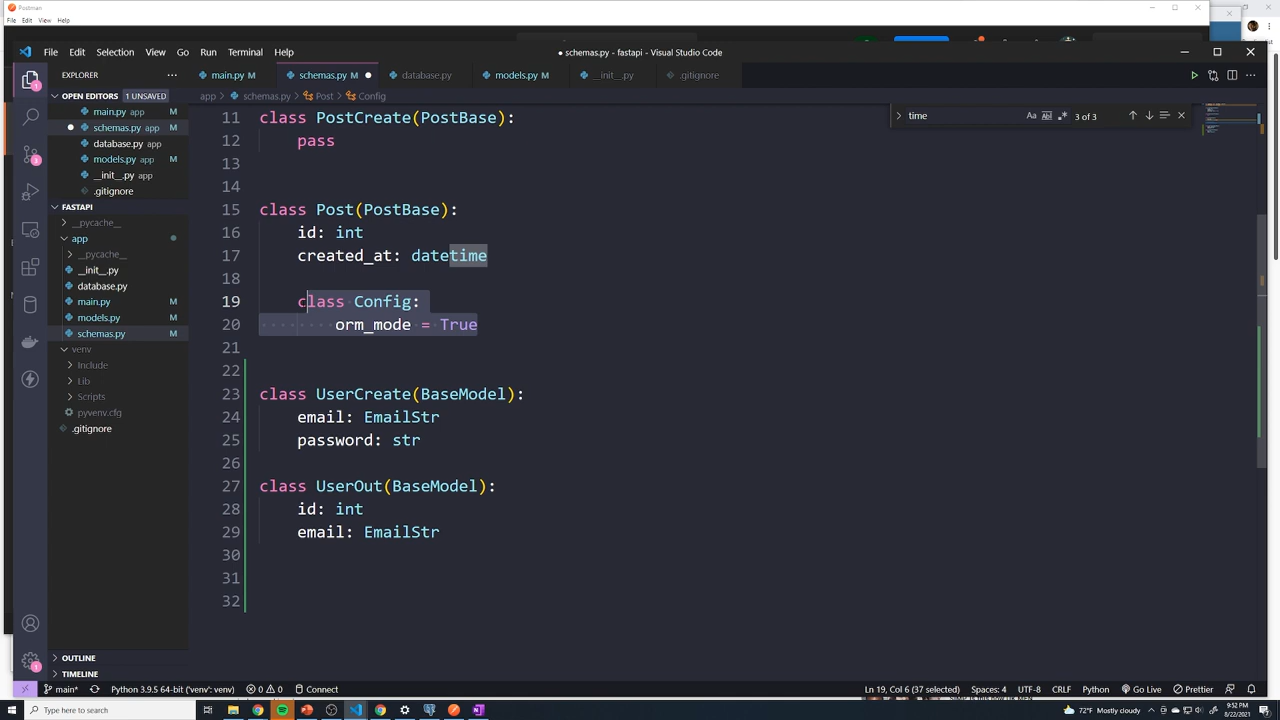 Postman
File Edit View Help
File Edit Selection View Go Run Terminal Help
● schemas.py - fastapi - Visual Studio Code
EXPLORER
main.py M
schemas.py M
database.py
models.py M
__init__.py
.gitignore
OPEN EDITORS 1 UNSAVED
app > schemas.py > Post > Config
time
Aa
3 of 3
main.py app
schemas.py app M
database.py app
models.py app M
__init__.py app
.gitignore
FASTAPI
__pycache__
app
__pycache__
__init__.py
database.py
main.py M
models.py M
schemas.py M
venv
Include
Lib
Scripts
pyvenv.cfg
.gitignore
OUTLINE
TIMELINE
11 class PostCreate(PostBase):
12 pass
13
14
15 class Post(PostBase):
16 id: int
17 created_at: datetime
18
19 class Config:
20 orm_mode = True
21
22
23 class UserCreate(BaseModel):
24 email: EmailStr
25 password: str
26
27 class UserOut(BaseModel):
28 id: int
29 email: EmailStr
30
31
32
main* Python 3.9.5 64-bit ('venv': venv) 0 0 Connect
Ln 19, Col 6 (37 selected) Spaces: 4 UTF-8 CRLF Python Go Live Prettier
Type here to search
72°F Mostly cloudy
9:52 PM
8/22/2021